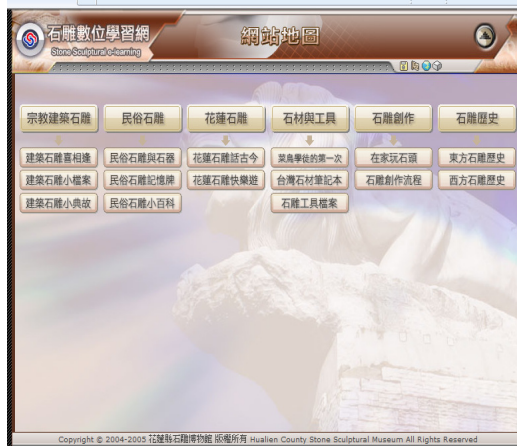 石雕數位學習網
Stone Sculptural e-learning
網站地圖
宗教建築石雕 民俗石雕 花蓮石雕 石材與工具 石雕創作 石雕歷史
建築石雕喜相逢 民俗石雕與石器 花蓮石雕話古今 菜鳥學徒的第一次 在家玩石頭 東方石雕歷史
建築石雕小檔案 民俗石雕記憶牌 花蓮石雕快樂遊 台灣石材筆記本 石雕創作流程 西方石雕歷史
建築石雕小典故 民俗石雕小百科 石雕工具檔案
Copyright © 2004-2005 花蓮縣石雕博物館 版權所有 Hualien County Stone Sculptural Museum All Rights Reserved